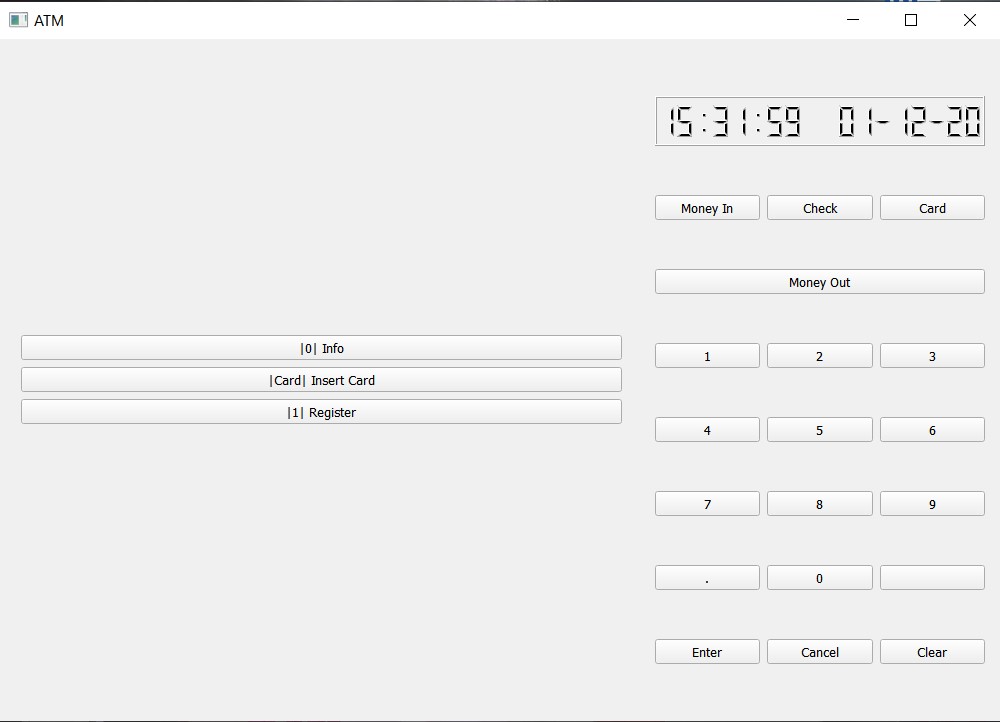 ATM
15:31:59 01-12-20
Money In Check Card
Money Out
|0| Info
|Card| Insert Card
|1| Register
1 2 3
4 5 6
7 8 9
. 0
Enter Cancel Clear